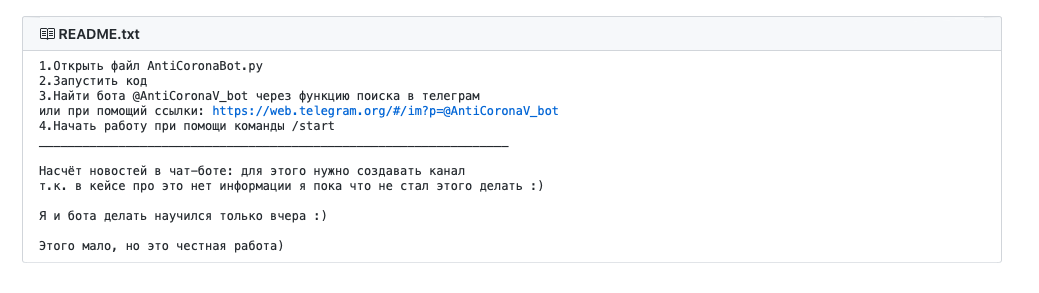 README.txt
1.Открыть файл AntiCoronaBot.py
2.Запустить код
3.Найти бота @AntiCoronaV_bot через функцию поиска в телеграм
или при помощий ссылки: https://web.telegram.org/#/im?p=@AntiCoronaV_bot
4.Начать работу при помощи команды /start
_________________________________________________________________
Насчёт новостей в чат-боте: для этого нужно создавать канал
т.к. в кейсе про это нет информации я пока что не стал этого делать :)
Я и бота делать научился только вчера :)
Этого мало, но это честная работа)